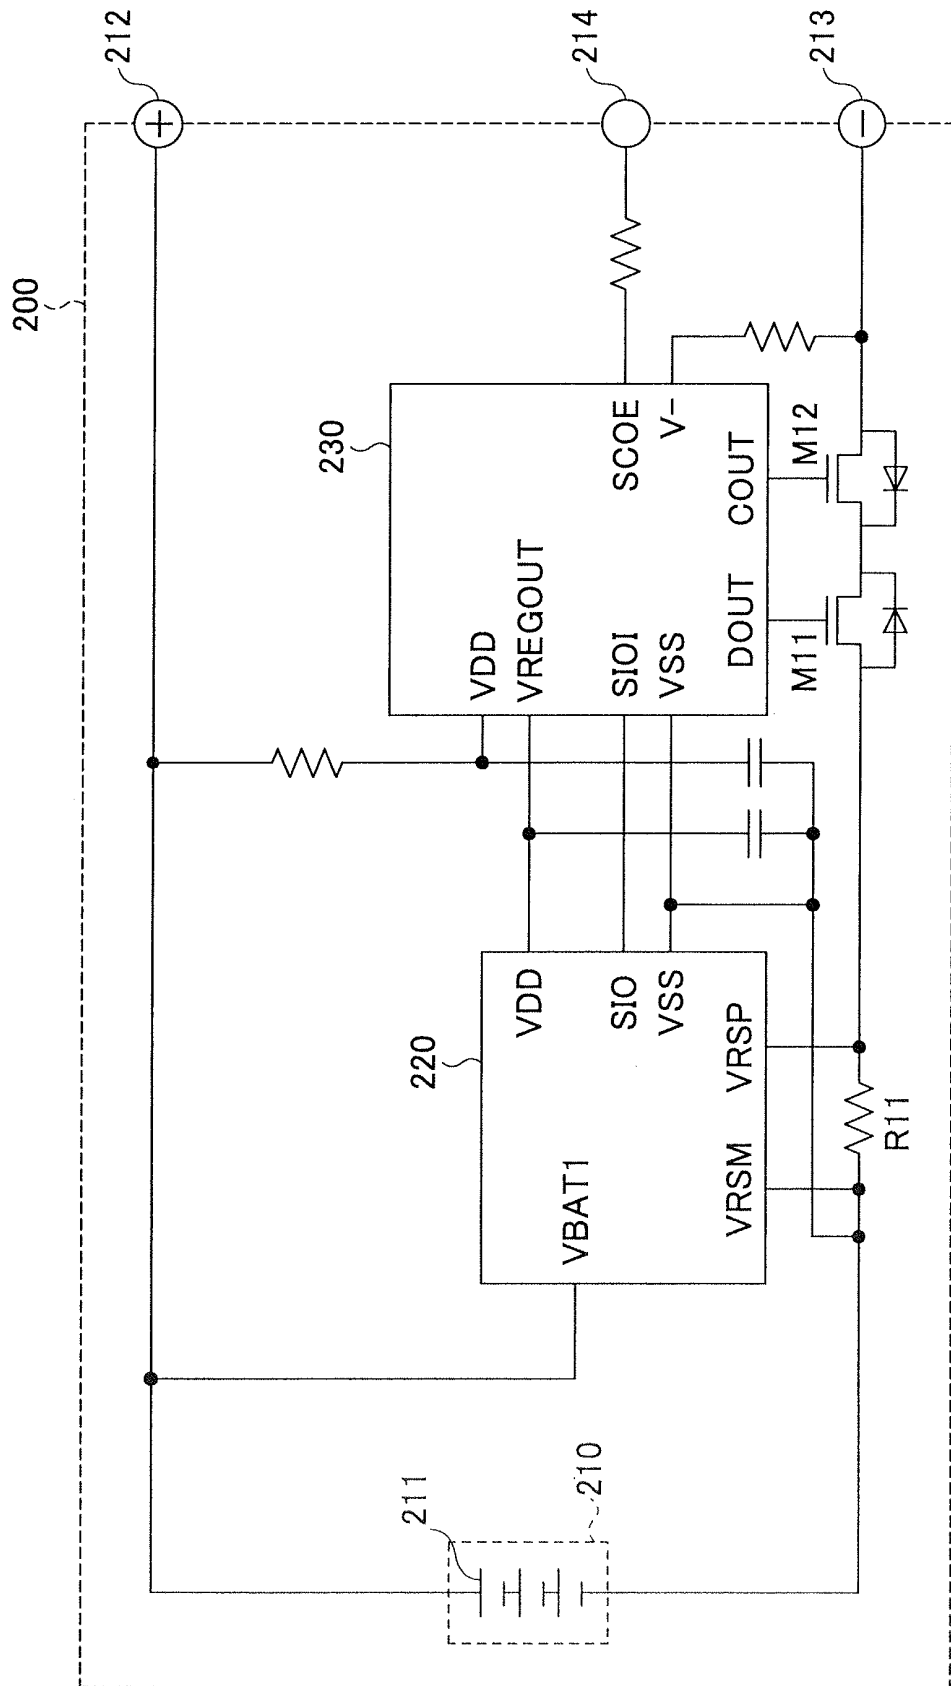 200
212
+
214
213
−
230
VDD
VREGOUT
SIOI
VSS
SCOE
V−
DOUT
COUT
M11
M12
220
VBAT1
VDD
SIO
VSS
VRSM
VRSP
R11
211
210